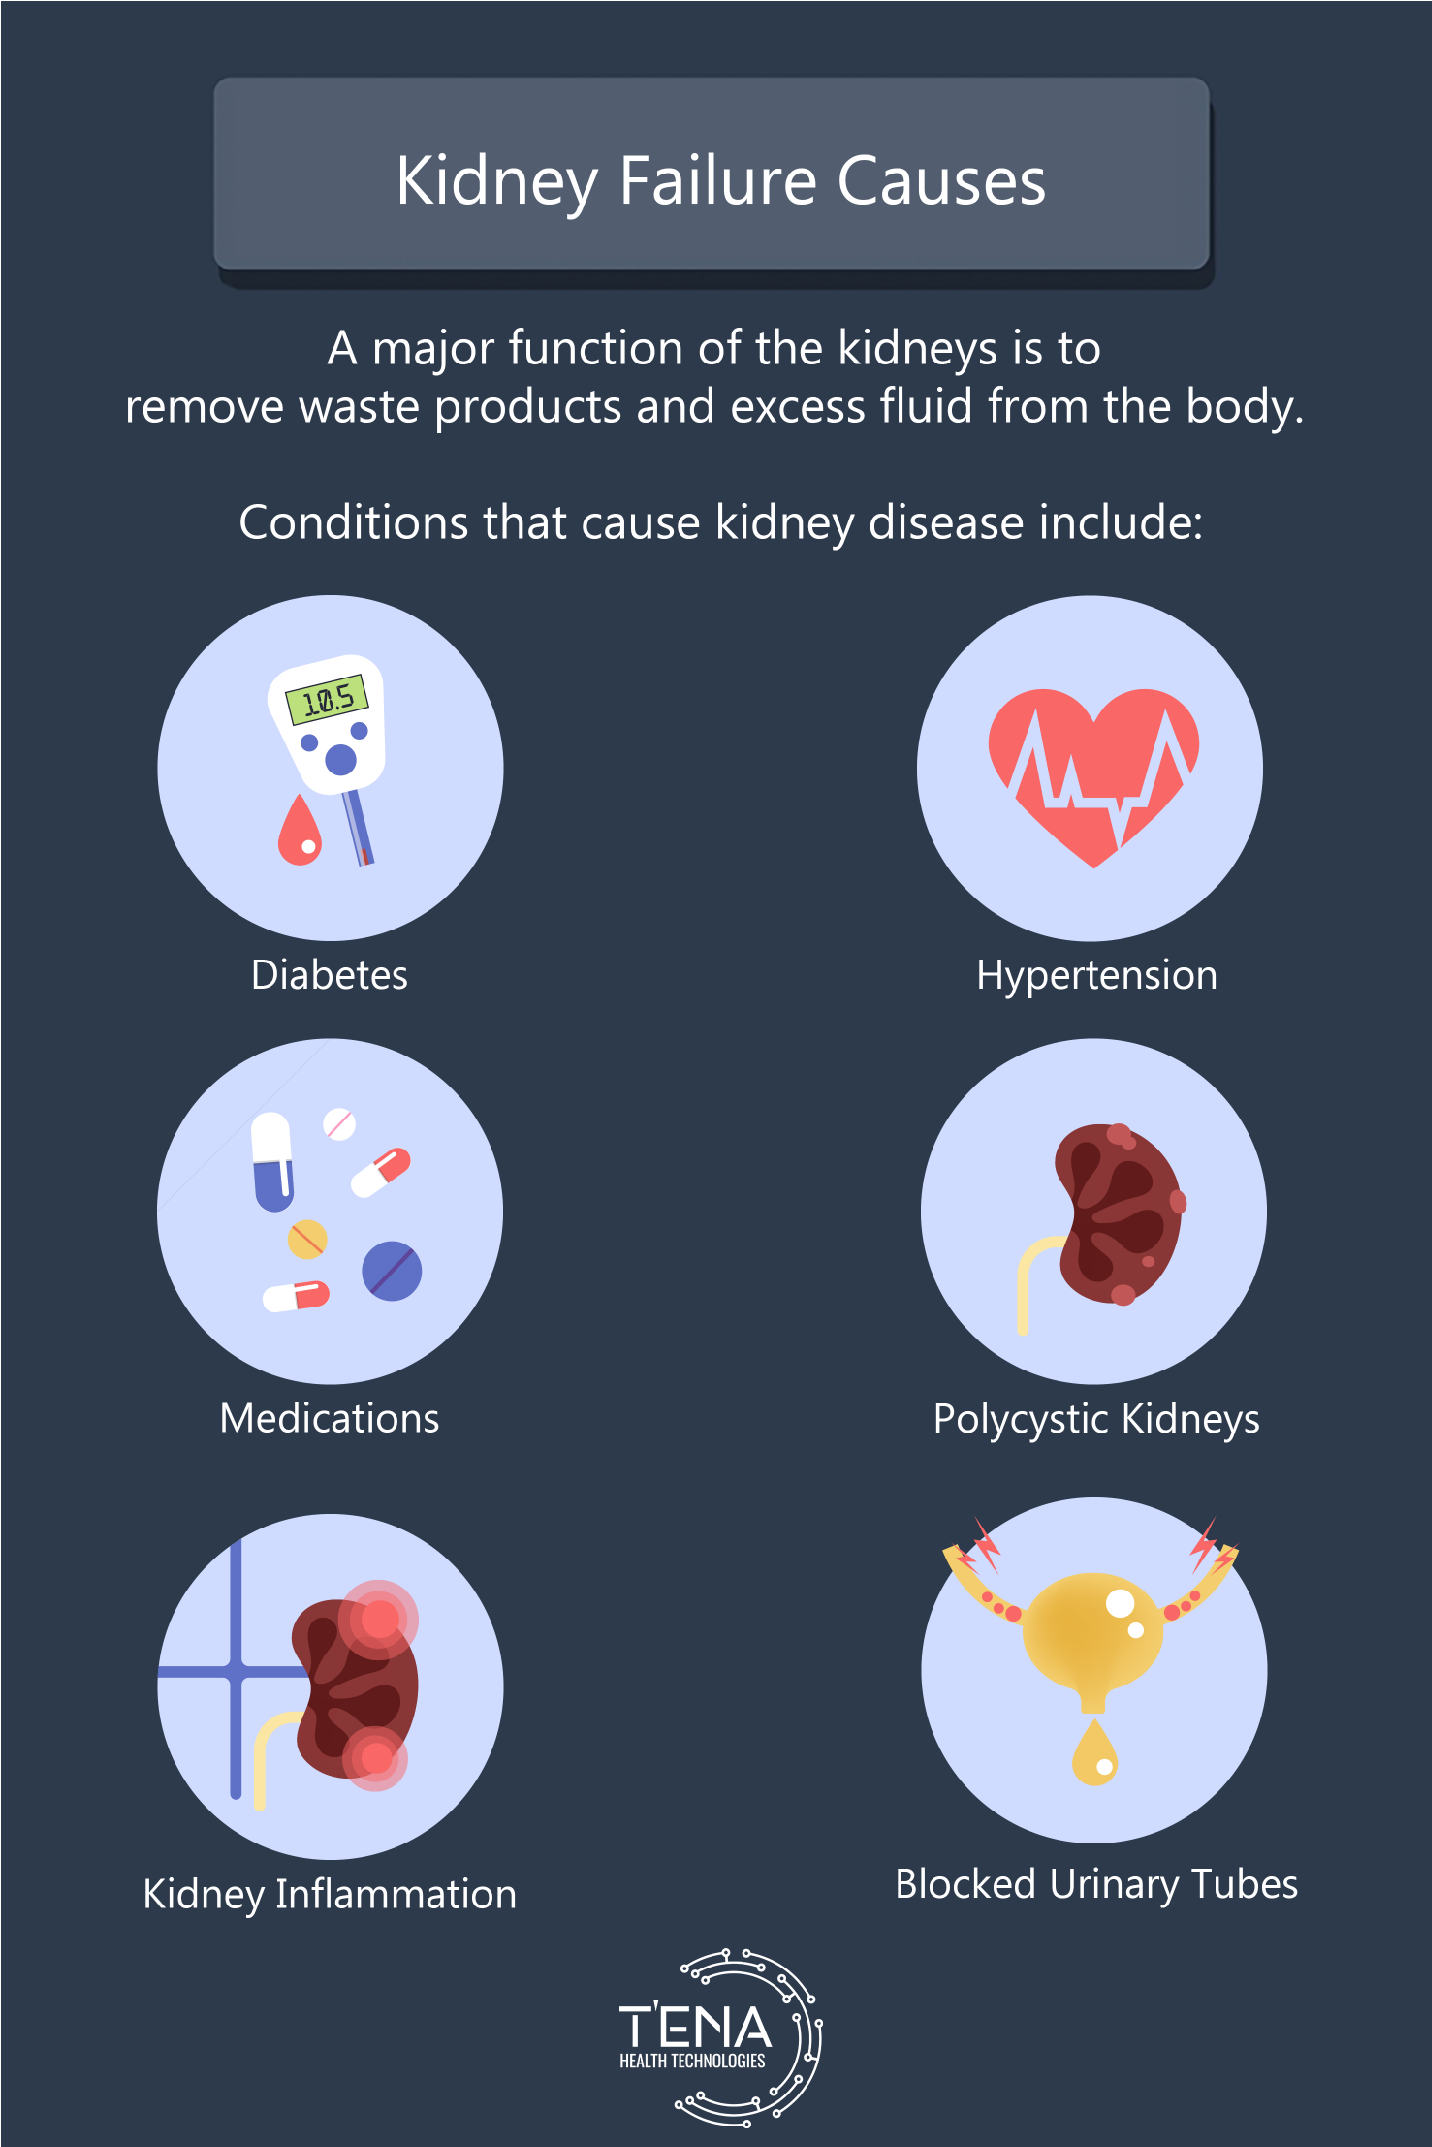 Kidney Failure Causes
A major function of the kidneys is to
remove waste products and excess fluid from the body.
Conditions that cause kidney disease include:
10.5
Diabetes
Hypertension
Medications
Polycystic Kidneys
Kidney Inflammation
Blocked Urinary Tubes
T'ENA
HEALTH TECHNOLOGIES